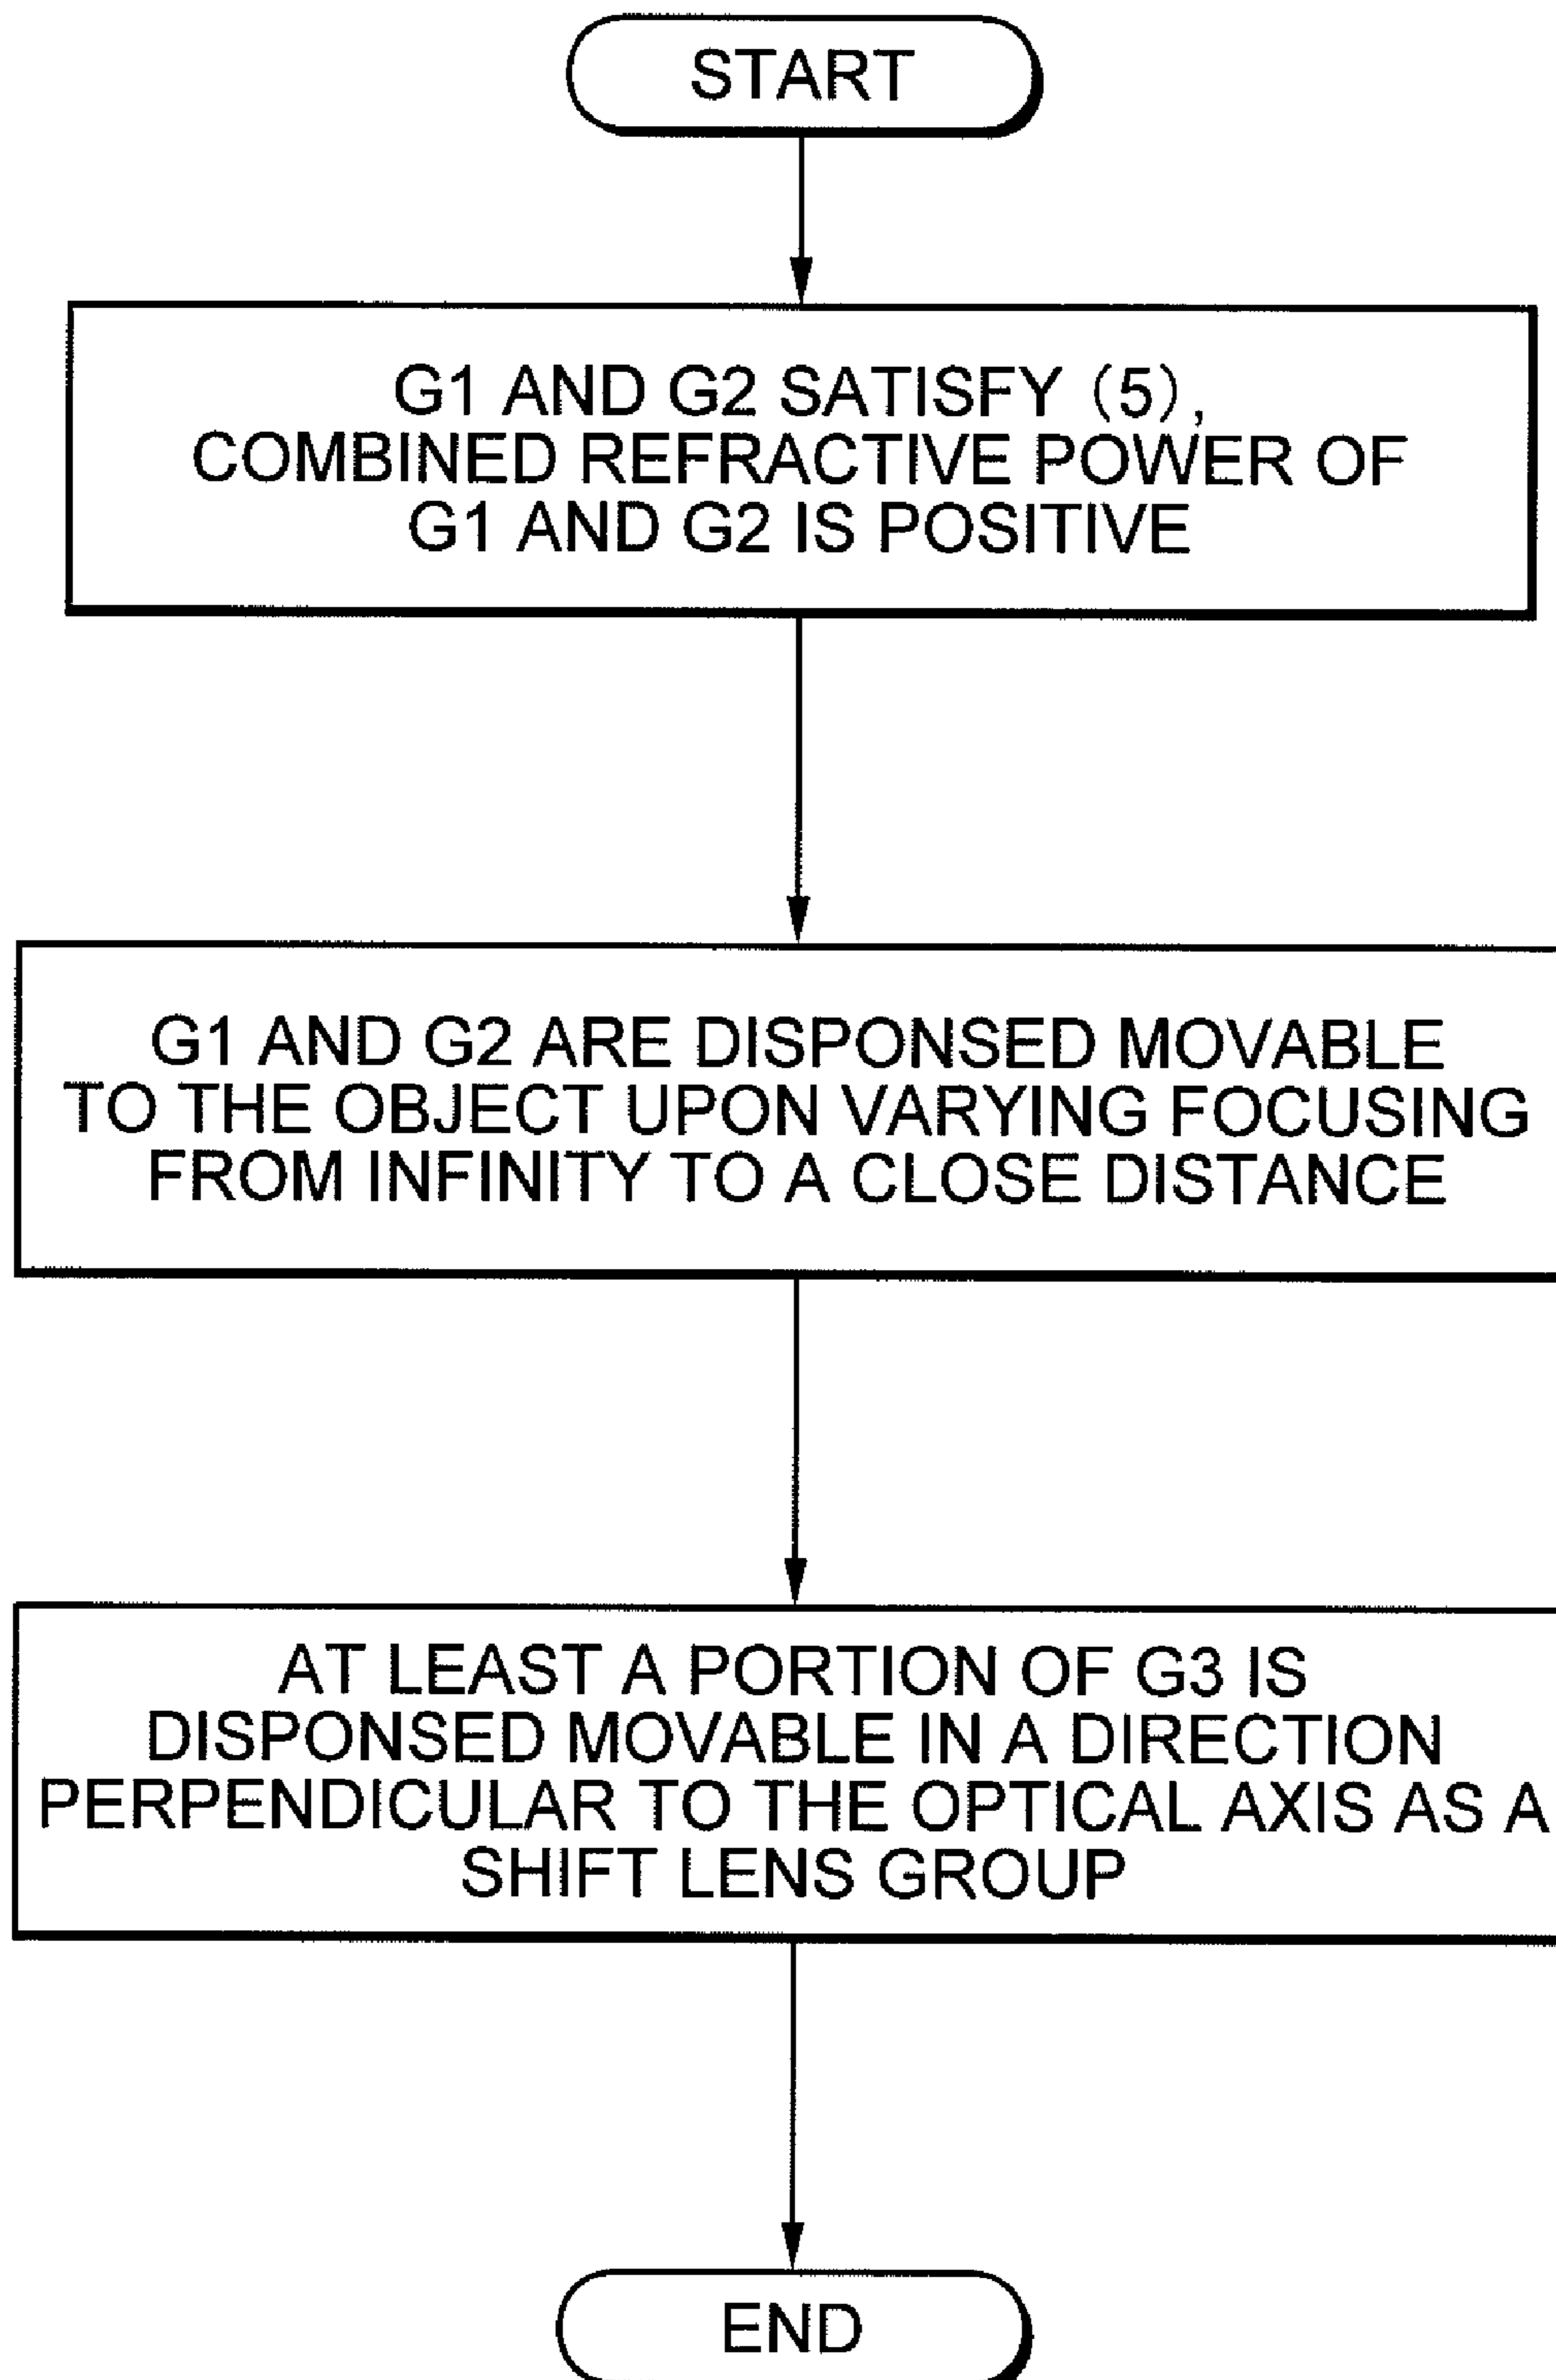 START
G1 AND G2 SATISFY (5),
COMBINED REFRACTIVE POWER OF
G1 AND G2 IS POSITIVE
G1 AND G2 ARE DISPONSED MOVABLE
TO THE OBJECT UPON VARYING FOCUSING
FROM INFINITY TO A CLOSE DISTANCE
AT LEAST A PORTION OF G3 IS
DISPONSED MOVABLE IN A DIRECTION
PERPENDICULAR TO THE OPTICAL AXIS AS A
SHIFT LENS GROUP
END